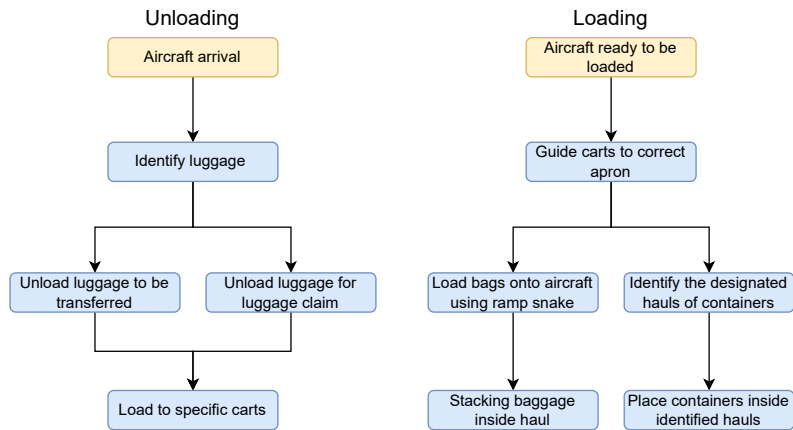 Unloading
Aircraft arrival
Identify luggage
Unload luggage to be
transferred
Unload luggage for
luggage claim
Load to specific carts
Loading
Aircraft ready to be
loaded
Guide carts to correct
apron
Load bags onto aircraft
using ramp snake
Identify the designated
hauls of containers
Stacking baggage
inside haul
Place containers inside
identified hauls